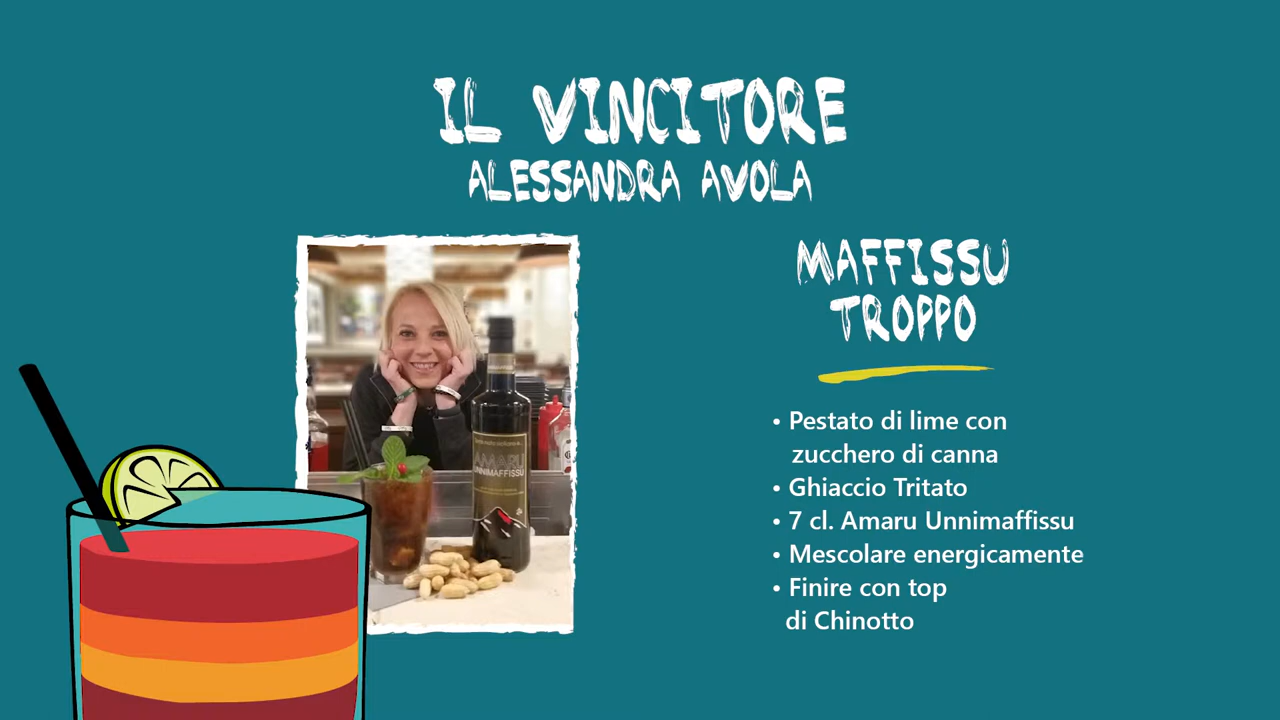 IL VINCITORE
ALESSANDRA AVOLA
MAFFISSU
TROPPO
• Pestato di lime con
zucchero di canna
• Ghiaccio Tritato
• 7 cl. Amaru Unnimaffissu
• Mescolare energicamente
• Finire con top
di Chinotto
AMARU
UNNIMAFFISSU